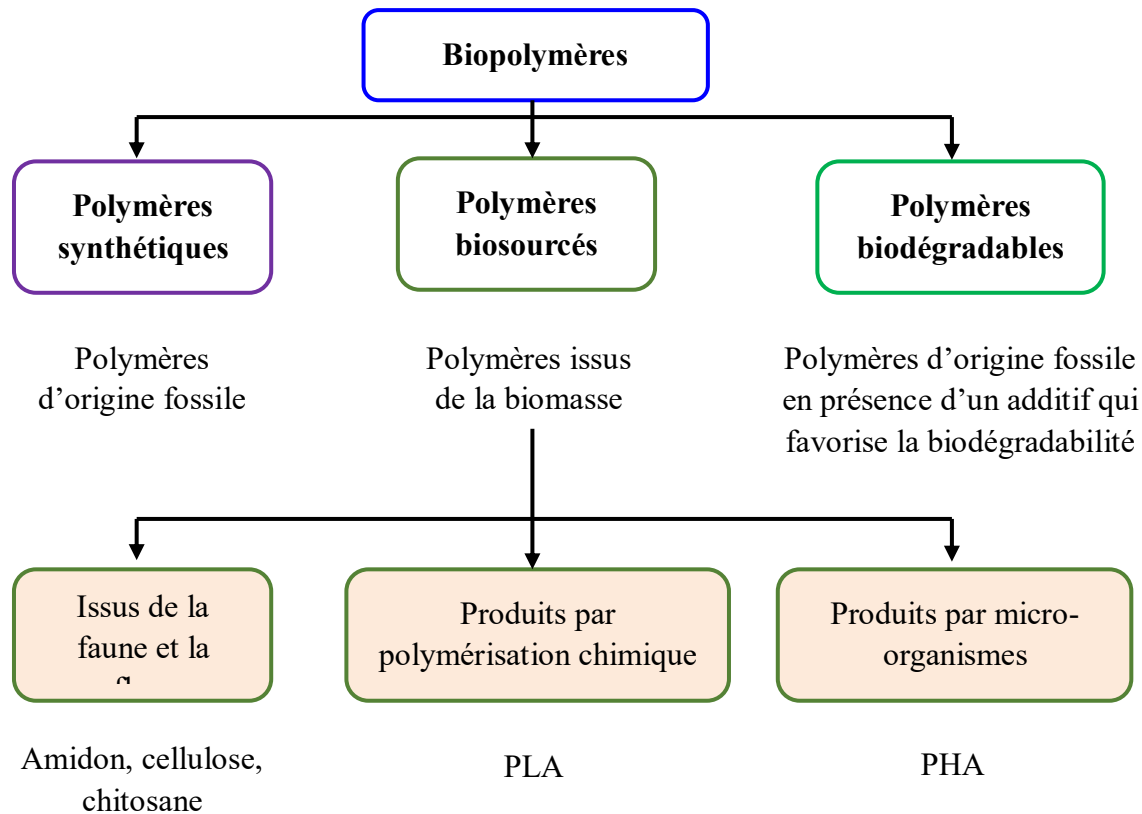 Biopolymères
Polymères
synthétiques
Polymères
biosourcés
Polymères
biodégradables
Polymères
d’origine fossile
Polymères issus
de la biomasse
Polymères d’origine fossile
en présence d’un additif qui
favorise la biodégradabilité
Issus de la
faune et la
Produits par
polymérisation chimique
Produits par micro-
organismes
Amidon, cellulose,
chitosane
PLA
PHA